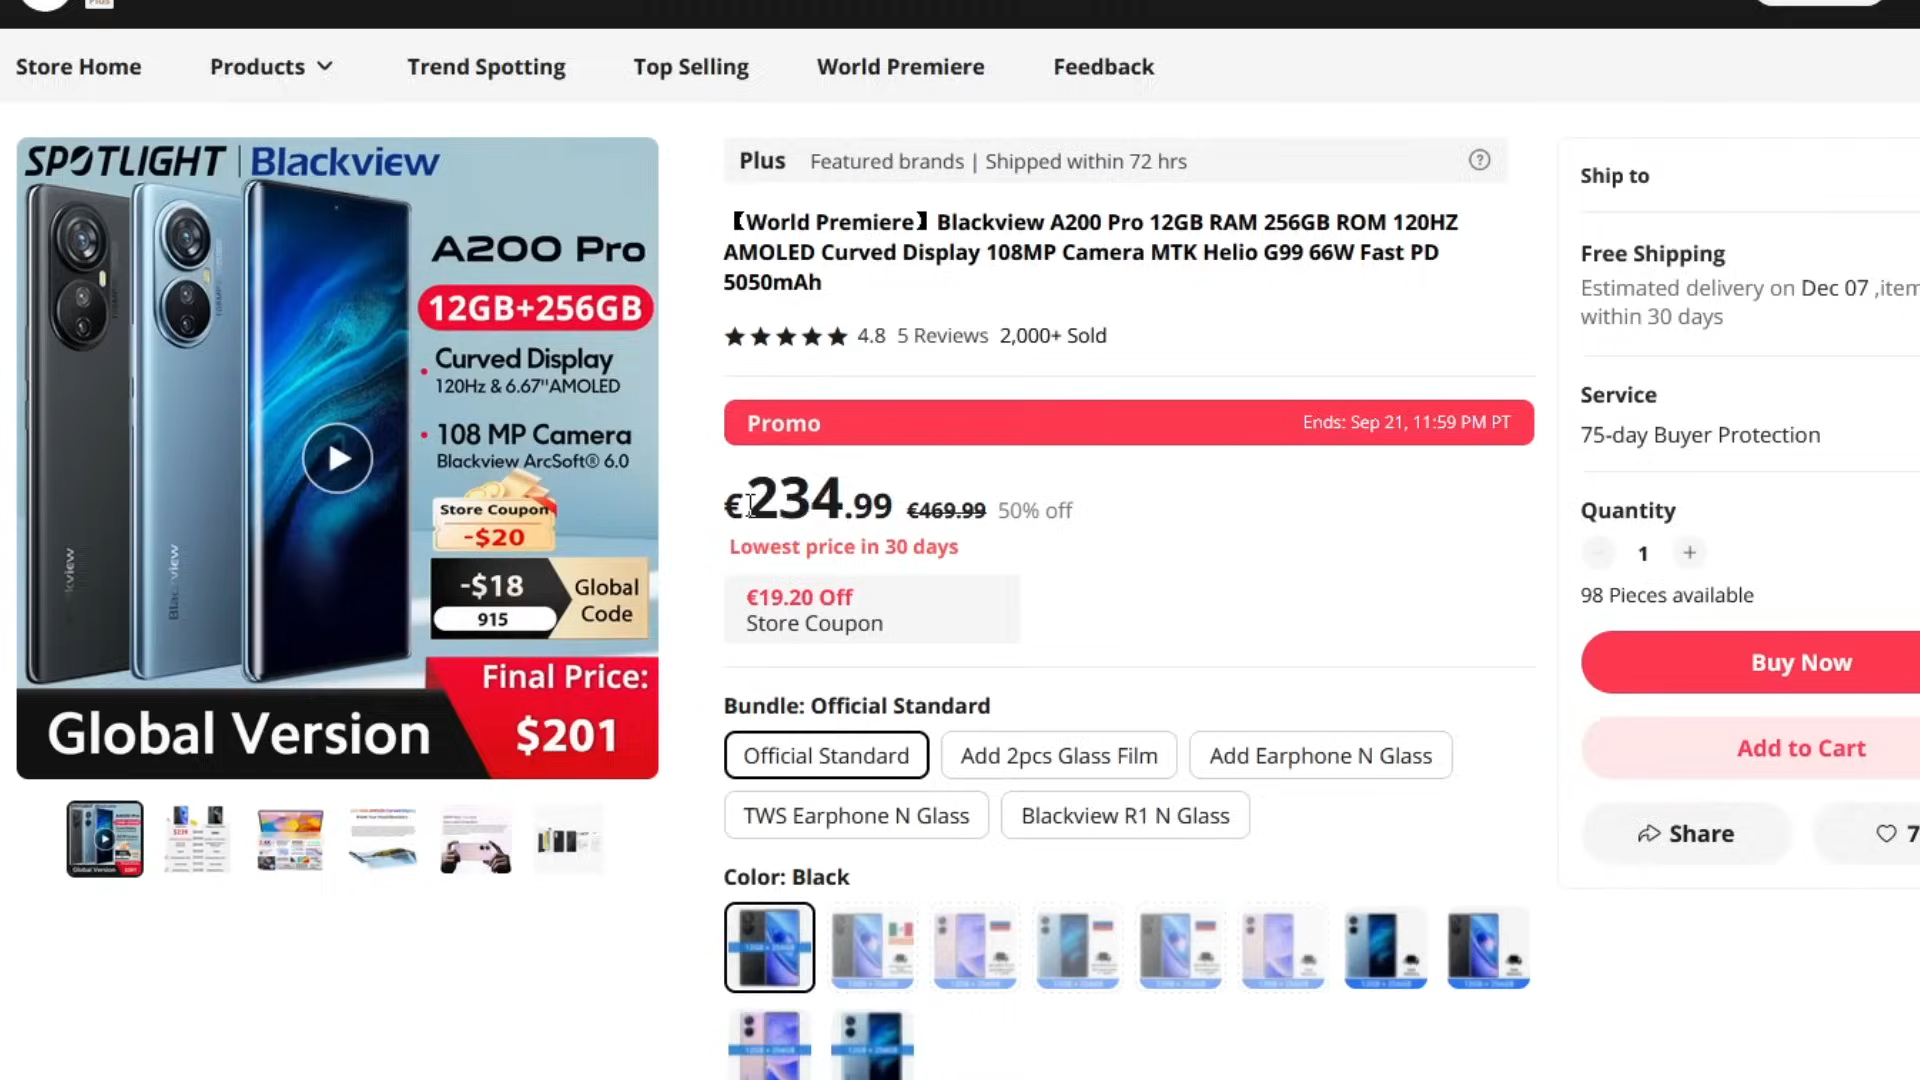 Plus
Store Home
Products
Trend Spotting
Top Selling
World Premiere
Feedback
SPOTLIGHT | Blackview
A200 Pro
12GB+256GB
• Curved Display
120Hz & 6.67"AMOLED
• 108 MP Camera
Blackview ArcSoft® 6.0
Store Coupon
-$20
-$18
915
Global
Code
Final Price:
$201
Global Version
Blackview
Plus Featured brands | Shipped within 72 hrs
【World Premiere】Blackview A200 Pro 12GB RAM 256GB ROM 120HZ
AMOLED Curved Display 108MP Camera MTK Helio G99 66W Fast PD
5050mAh
4.8 5 Reviews 2,000+ Sold
Promo
Ends: Sep 21, 11:59 PM PT
€234.99 €469.99 50% off
Lowest price in 30 days
€19.20 Off
Store Coupon
Bundle: Official Standard
Official Standard
Add 2pcs Glass Film
Add Earphone N Glass
TWS Earphone N Glass
Blackview R1 N Glass
Color: Black
Ship to
Free Shipping
Estimated delivery on Dec 07 ,item
within 30 days
Service
75-day Buyer Protection
Quantity
1
98 Pieces available
Buy Now
Add to Cart
Share
7